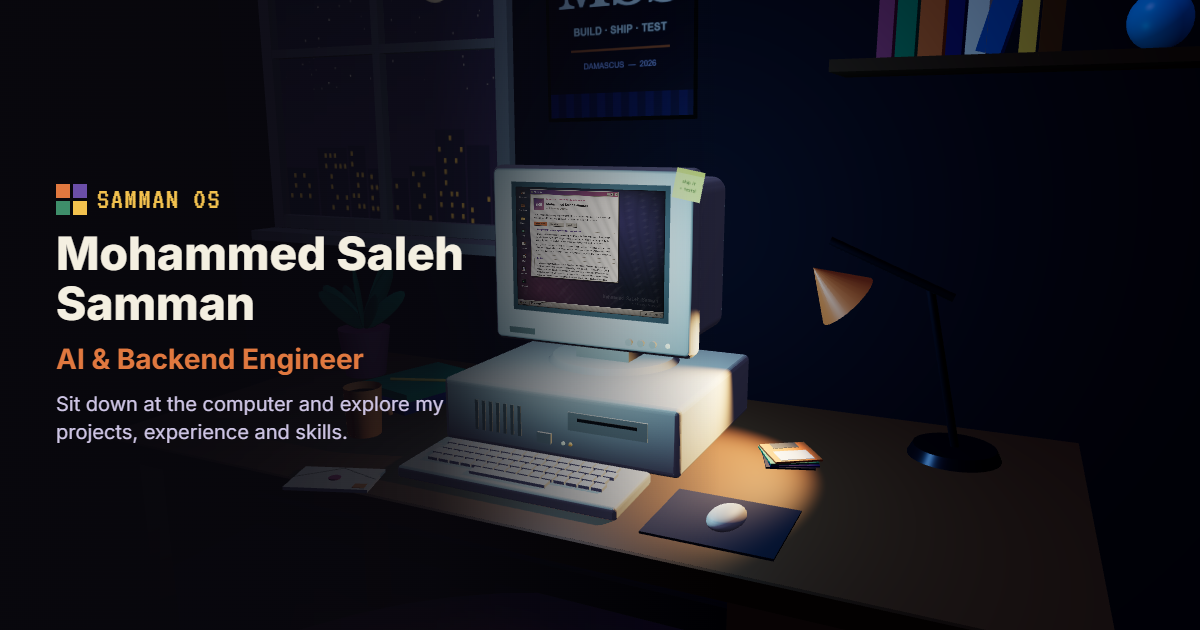 MSS
BUILD · SHIP · TEST
DAMASCUS — 2026
SAMMAN OS
Mohammed Saleh
Samman
AI & Backend Engineer
Sit down at the computer and explore my
projects, experience and skills.